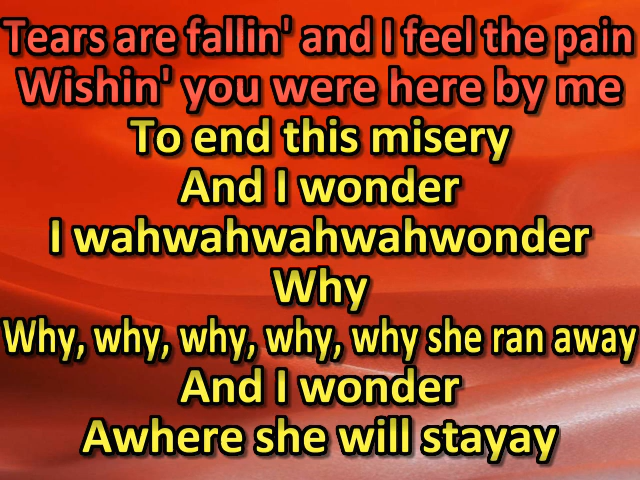 Tears are fallin' and I feel the pain
Wishin' you were here by me
To end this misery
And I wonder
I wahwahwahwahwonder
Why
Why, why, why, why, why she ran away
And I wonder
Awhere she will stayay